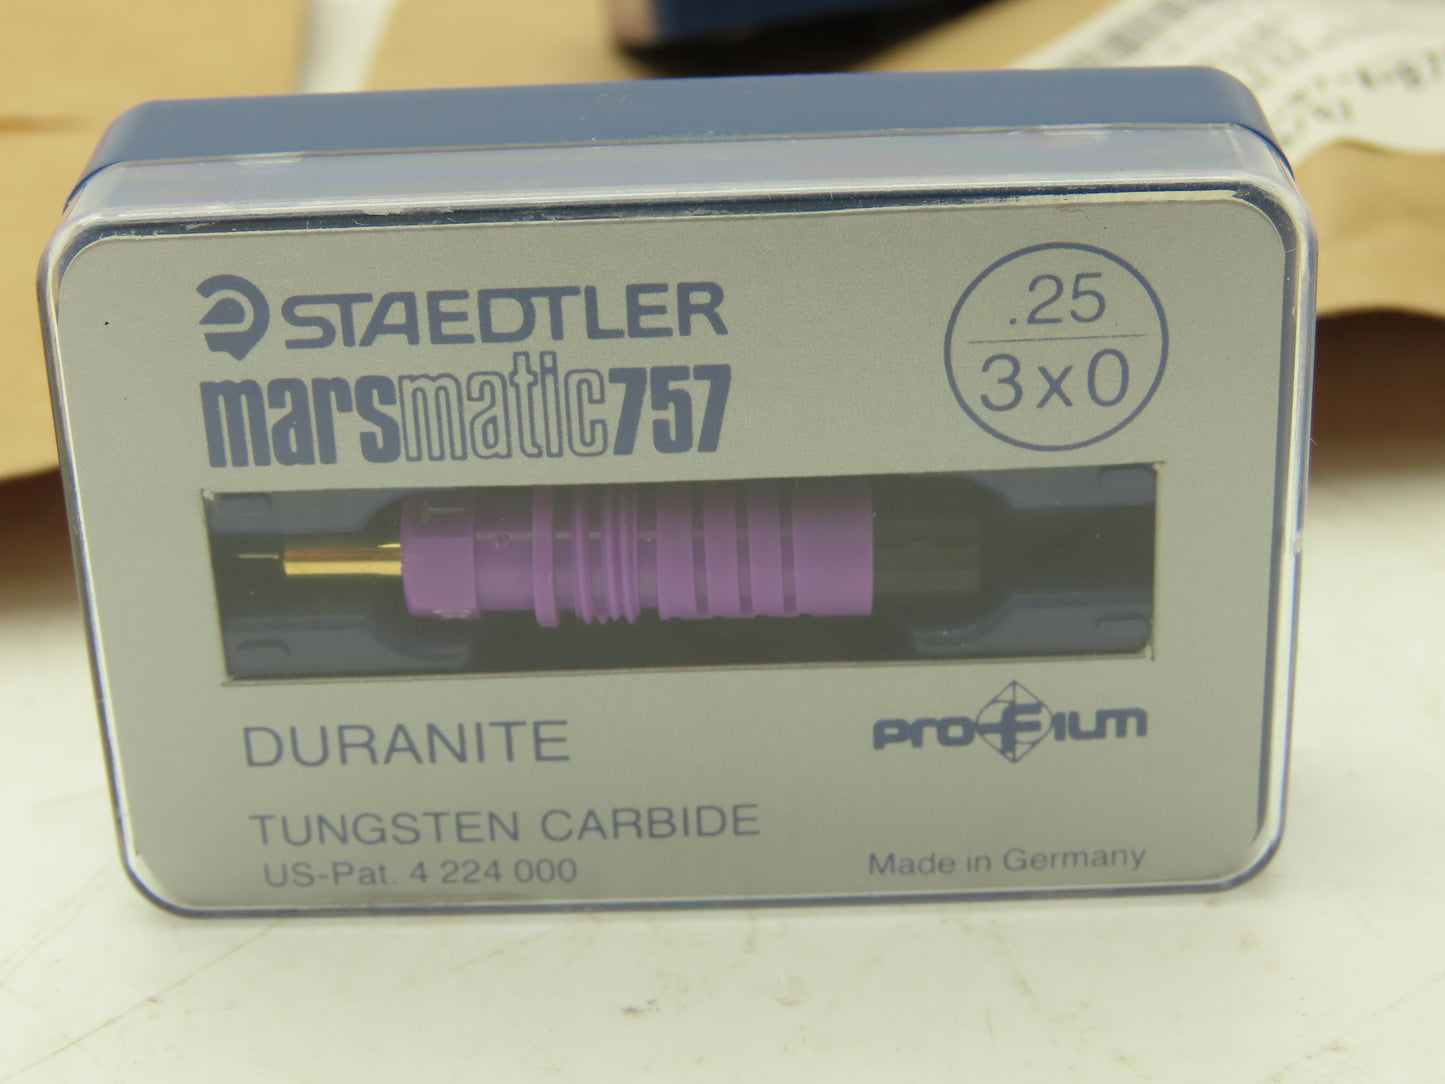 STAEDTLER
marsmatic757
.25
3x0
DURANITE
PROFILM
TUNGSTEN CARBIDE
US-Pat. 4 224 000
Made in Germany